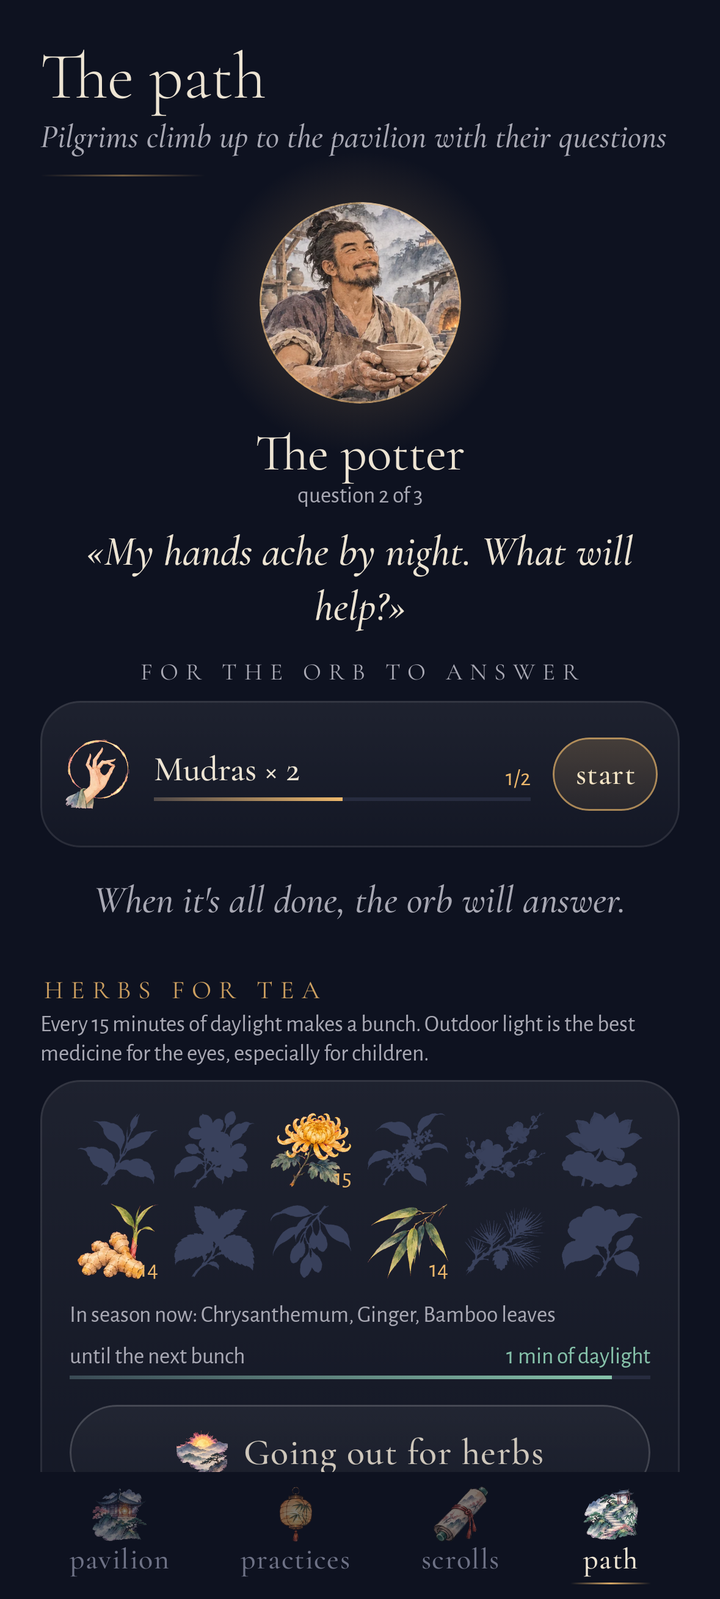 The path
Pilgrims climb up to the pavilion with their questions
The potter
question 2 of 3
«My hands ache by night. What will
help?»
FOR THE ORB TO ANSWER
Mudras × 2
1/2
start
When it's all done, the orb will answer.
HERBS FOR TEA
Every 15 minutes of daylight makes a bunch. Outdoor light is the best
medicine for the eyes, especially for children.
15
14
14
In season now: Chrysanthemum, Ginger, Bamboo leaves
until the next bunch
1 min of daylight
Going out for herbs
pavilion
practices
scrolls
path